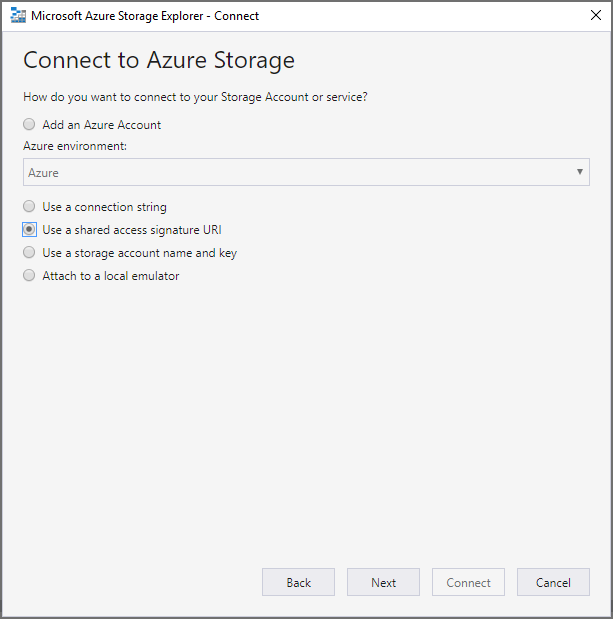 Microsoft Azure Storage Explorer - Connect
Connect to Azure Storage
How do you want to connect to your Storage Account or service?
Add an Azure Account
Azure environment:
Azure
Use a connection string
Use a shared access signature URI
Use a storage account name and key
Attach to a local emulator
Back Next Connect Cancel